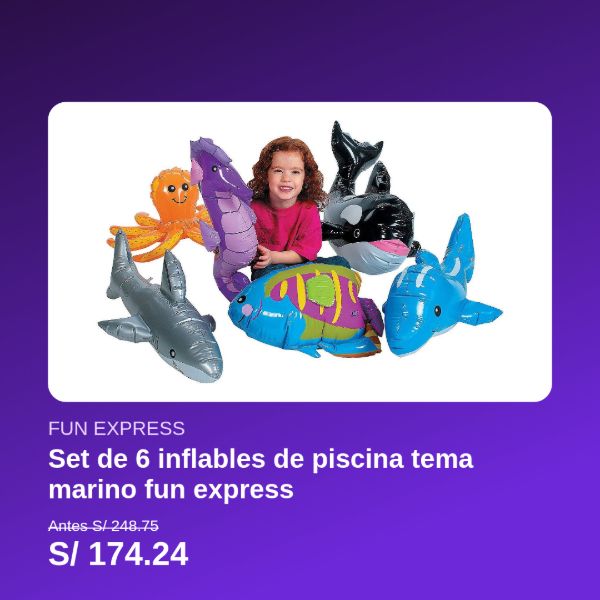 FUN EXPRESS
Set de 6 inflables de piscina tema
marino fun express
Antes S/ 248.75
S/ 174.24